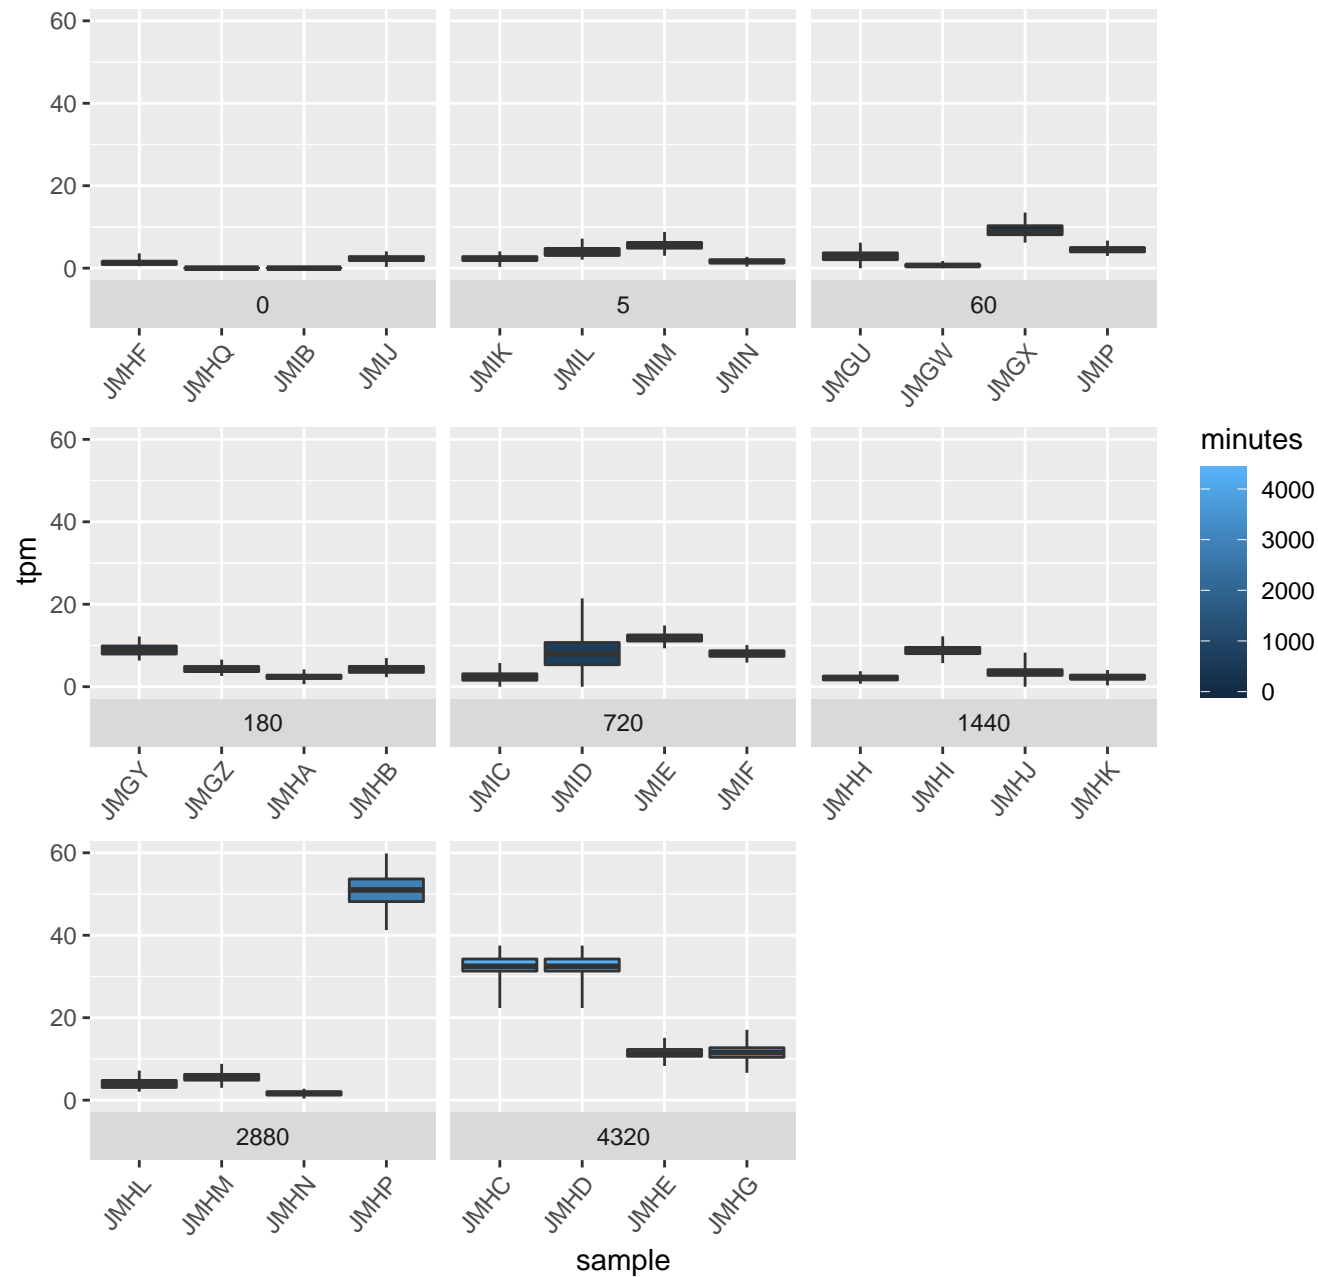 60
40
20
0
0 5 60
JMHF JMHQ JMIB JMIJ JMIK JMIL JMIM JMIN JMGU JMGW JMGX JMIP
60
40
20
0
tpm
180 720 1440
JMGY JMGZ JMHA JMHB JMIC JMID JMIE JMIF JMHH JMHI JMHJ JMHK
60
40
20
0
2880 4320
JMHL JMHM JMHN JMHP JMHC JMHD JMHE JMHG
sample
minutes
4000
3000
2000
1000
0